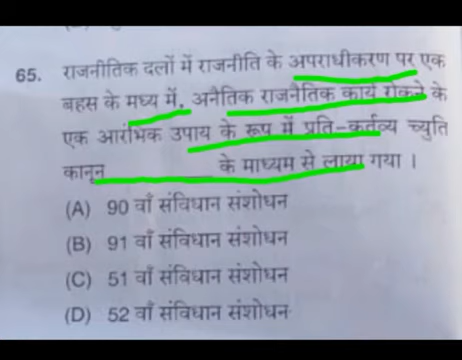 65. राजनीतिक दलों में राजनीति के अपराधीकरण पर एक
बहस के मध्य में, अनैतिक राजनैतिक कार्य रोकने के
एक आरंभिक उपाय के रूप में प्रति-कर्तव्य च्युति
कानून __________ के माध्यम से लाया गया ।
(A) 90 वाँ संविधान संशोधन
(B) 91 वाँ संविधान संशोधन
(C) 51 वाँ संविधान संशोधन
(D) 52 वाँ संविधान संशोधन